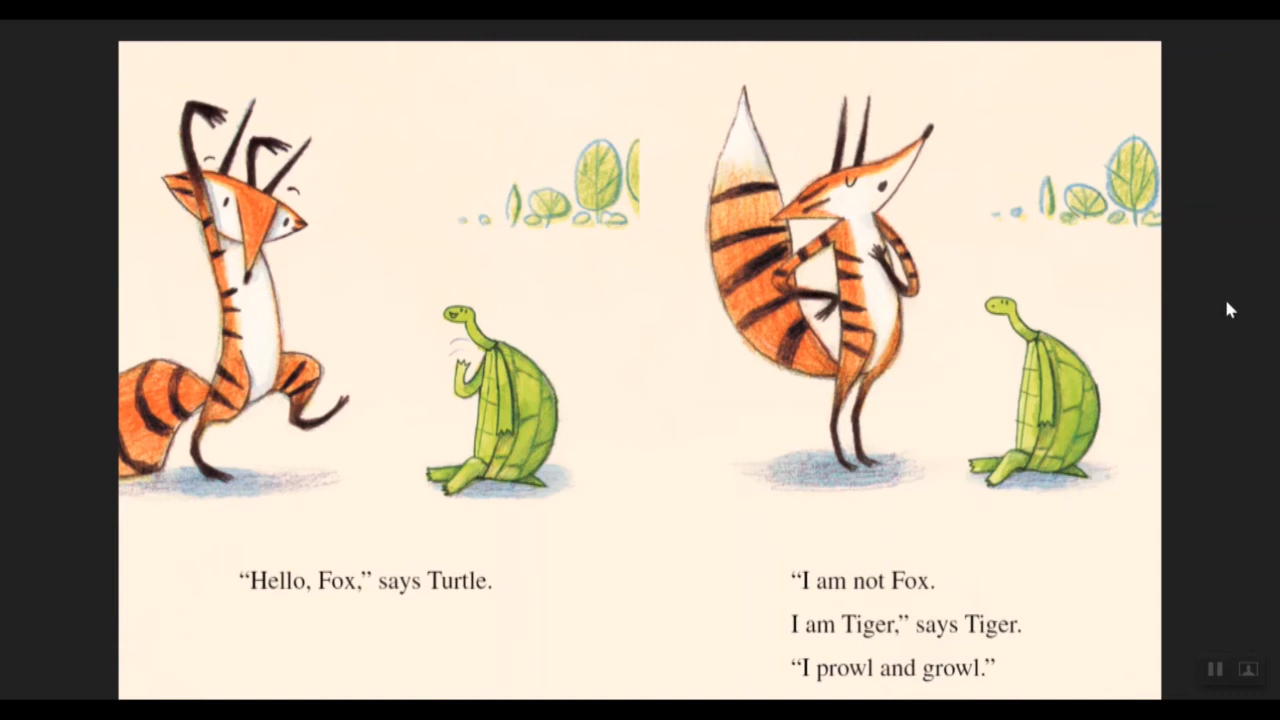 “Hello, Fox,” says Turtle.
“I am not Fox.
I am Tiger,” says Tiger.
“I prowl and growl.”